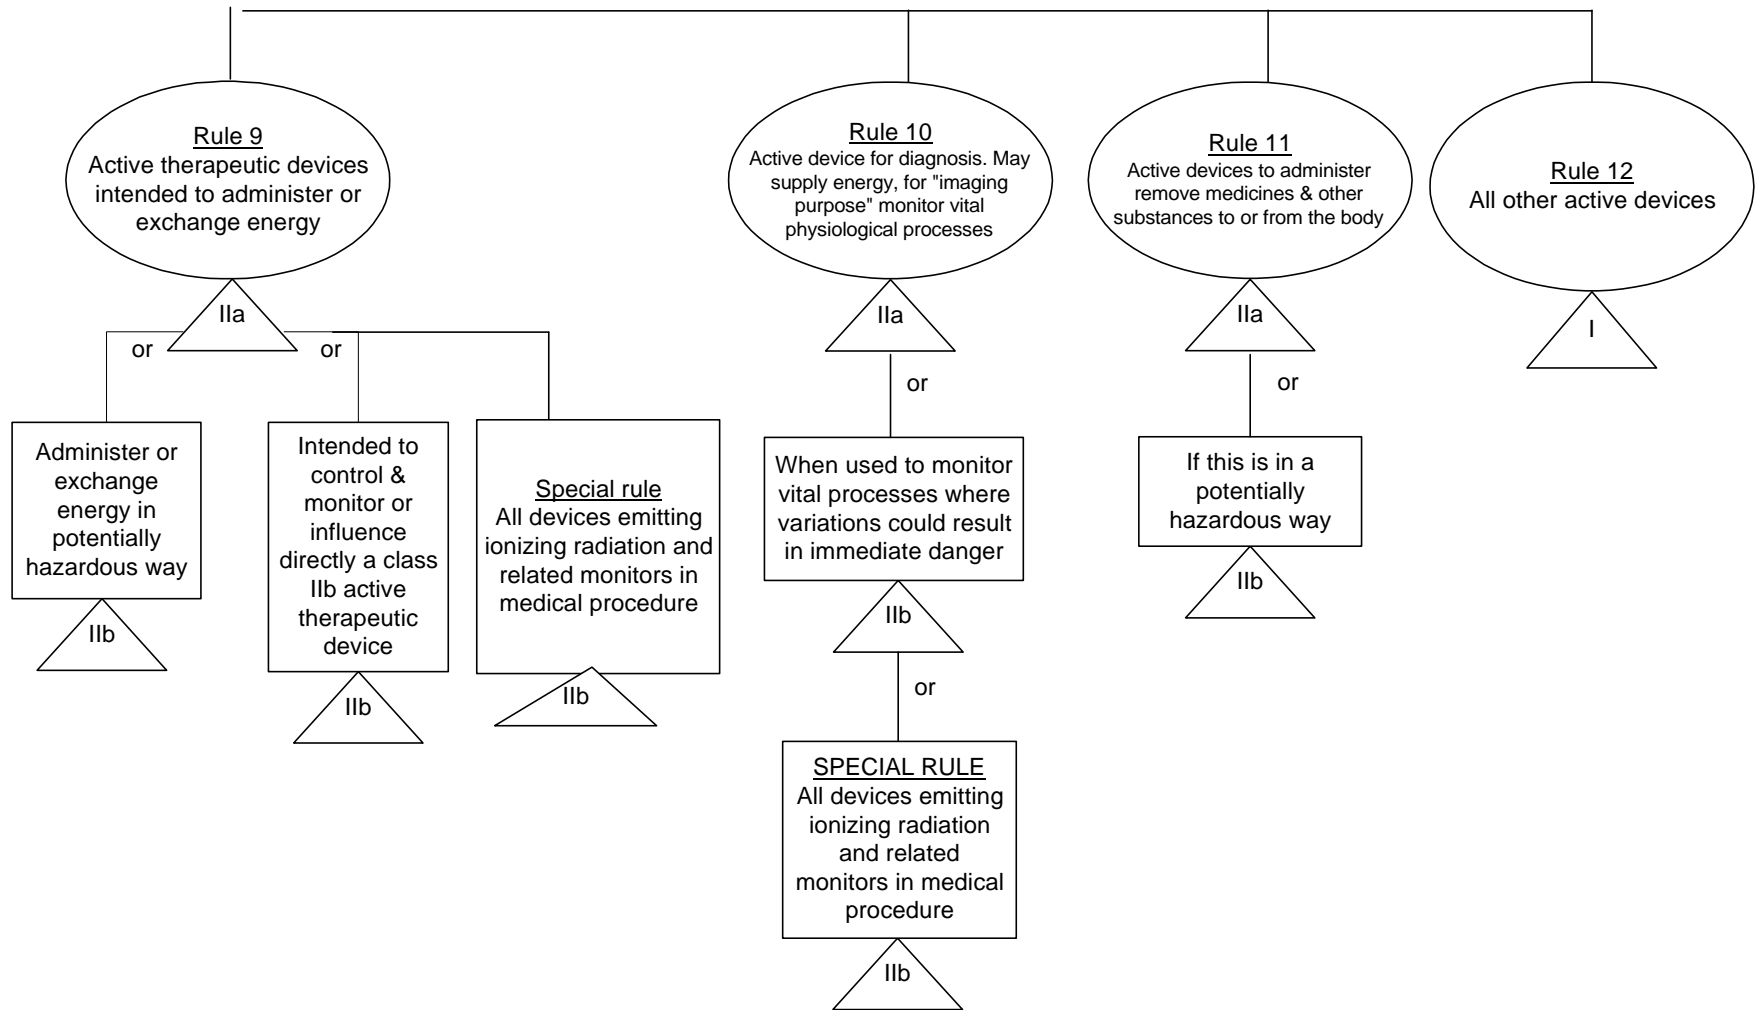 Rule 9
Active therapeutic devices
intended to administer or
exchange energy
IIa
or
or
Administer or
exchange
energy in
potentially
hazardous way
IIb
Intended to
control &
monitor or
influence
directly a class
IIb active
therapeutic
device
IIb
Special rule
All devices emitting
ionizing radiation and
related monitors in
medical procedure
IIb
Rule 10
Active device for diagnosis. May
supply energy, for "imaging
purpose" monitor vital
physiological processes
IIa
or
When used to monitor
vital processes where
variations could result
in immediate danger
IIb
or
SPECIAL RULE
All devices emitting
ionizing radiation
and related
monitors in medical
procedure
IIb
Rule 11
Active devices to administer
remove medicines & other
substances to or from the body
IIa
or
If this is in a
potentially
hazardous way
IIb
Rule 12
All other active devices
I